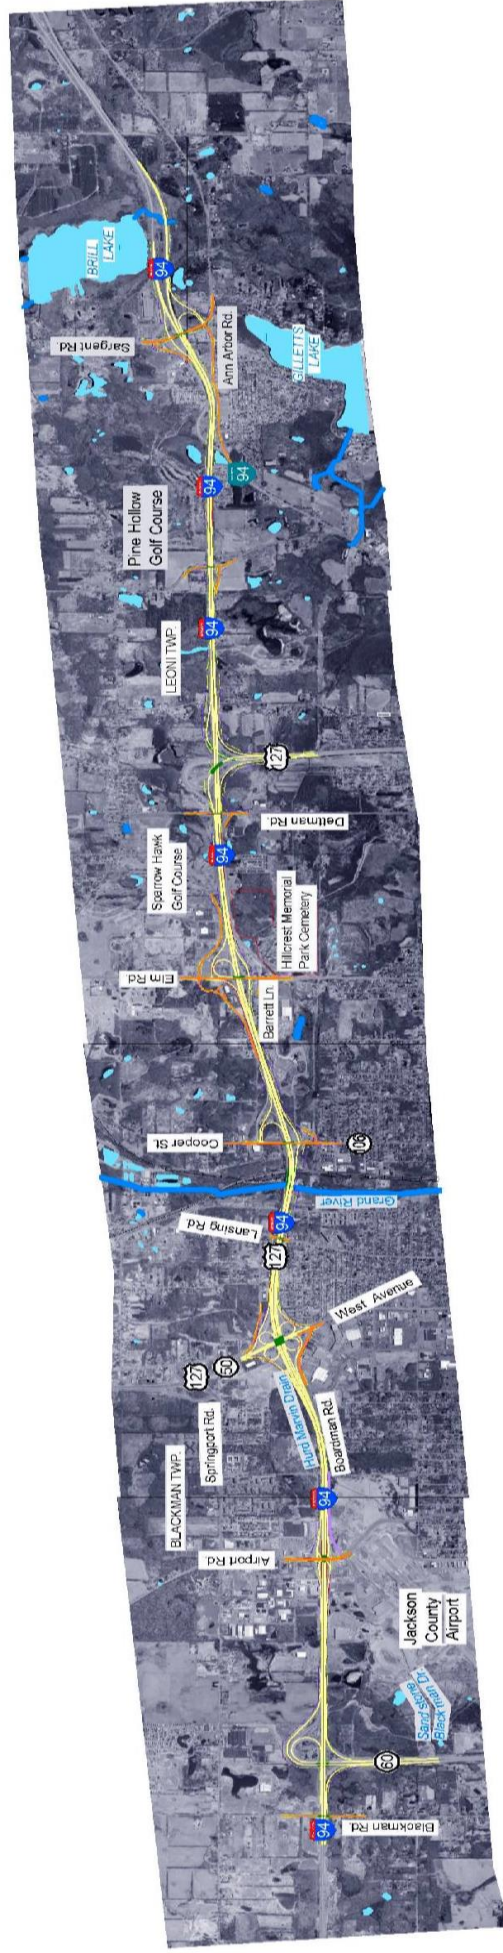 BRILL
LAKE
94
Sargent Rd.
Ann Arbor Rd.
GILLETTS
LAKE
94
94
Pine Hollow
Golf Course
94
LEONI TWP.
127
Dettman Rd.
94
Sparrow Hawk
Golf Course
Hillcrest Memorial
Park Cemetery
Elm Rd.
Barrett Ln.
Cooper St.
106
Grand River
Lansing Rd.
94
127
West Avenue
127
50
Hurd Marvin Drain
Boardman Rd.
Springport Rd.
BLACKMAN TWP.
94
Airport Rd.
Jackson
County
Airport
Sand stone Dr.
Blackman
60
94
Blackman Rd.